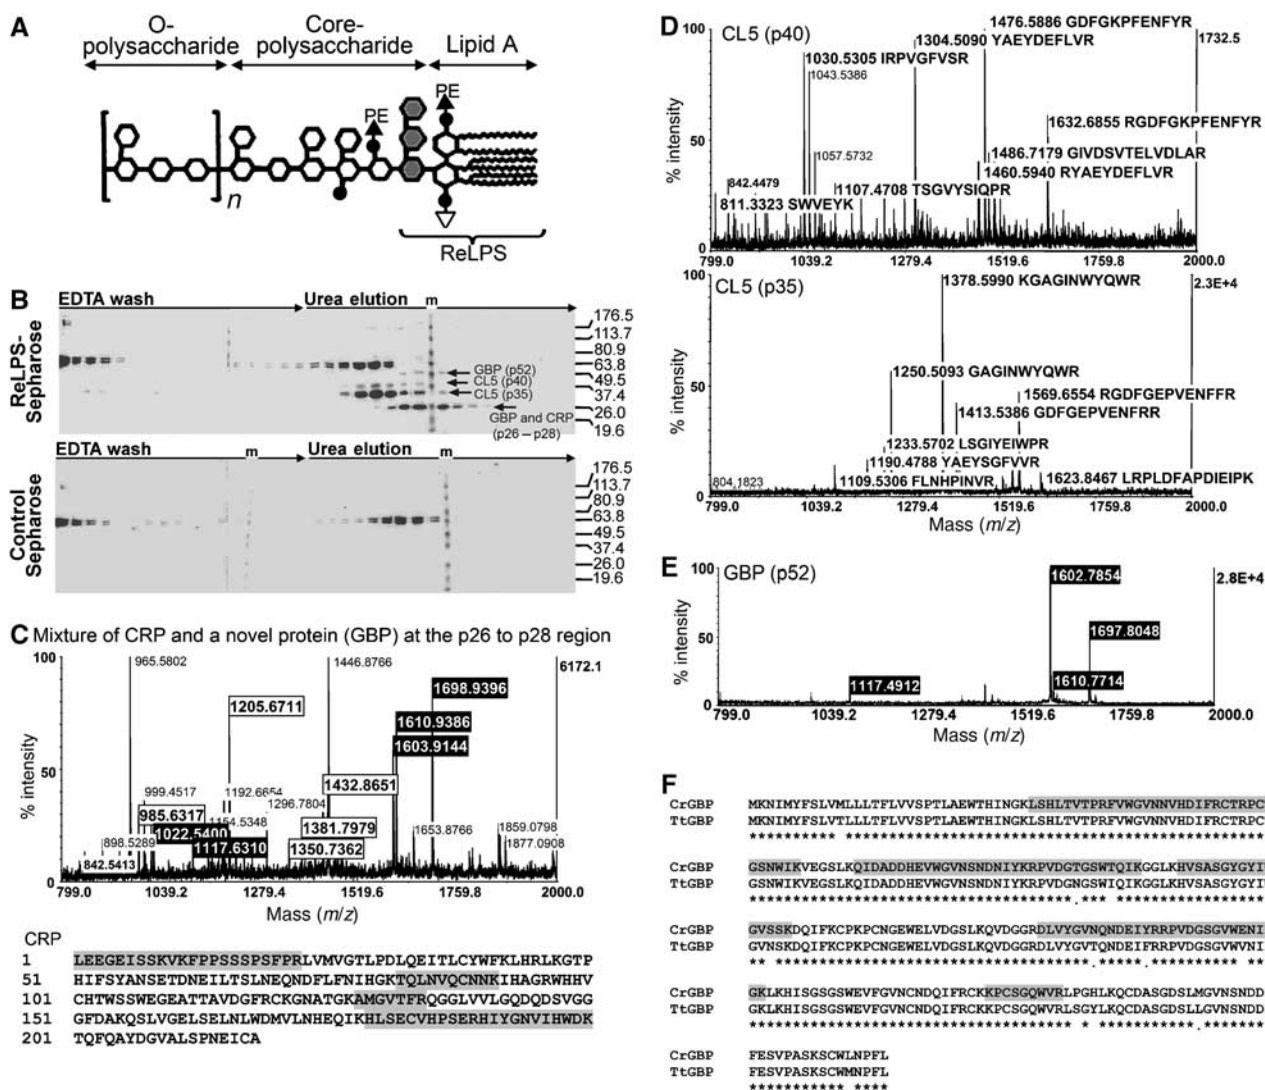 A
O-polysaccharide
Core-polysaccharide
Lipid A
PE
PE
n
ReLPS
B
EDTA wash
Urea elution
m
ReLPS-Sepharose
176.5
113.7
80.9
63.8
49.5
37.4
26.0
19.6
GBP (p52)
CL5 (p40)
CL5 (p35)
GBP and CRP
(p26–p28)
EDTA wash
m
Urea elution
m
Control Sepharose
176.5
113.7
80.9
63.8
49.5
37.4
26.0
19.6
C Mixture of CRP and a novel protein (GBP) at the p26 to p28 region
% intensity
100
50
0
965.5802
1446.8766
6172.1
1698.9396
1205.6711
1610.9386
1603.9144
1432.8651
999.4517
1192.6654
1296.7804
985.6317
1022.5400
1154.5348
1381.7979
1653.8766
1859.0798
1877.0908
898.5289
1117.6310
1350.7362
842.5413
799.0 1039.2 1279.4 1519.6 1759.8 2000.0
Mass (m/z)
CRP
1 LEEGEISSKVKFPPSSSPSFPRLVMVGTLPDLQEITLCYWFKLHRLKGTP
51 HIFSYANSETDNEILTSLNEQNDFLFNIHGKTQLNVQCNNKIHAGRWHHV
101 CHTWSSWEGEATTAVDGFRCKGNATGKAMGVTFRQGGLVVLGQDQDSVGG
151 GFDAKQSLVGELSELNLWDMVLNHEQIKHLSECVHPSERHIYGNVIHWDK
201 TQFQAYDGVALSPNEICA
D
CL5 (p40)
% intensity
100
50
0
1476.5886 GDFGKPFENFYR
1304.5090 YAEYDEFLVR
1732.5
1030.5305 IRPVGFVSR
1043.5386
1632.6855 RGDFGKPFENFYR
1057.5732
1486.7179 GIVDSVTELVDLAR
1460.5940 RYAEYDEFLVR
842.4479
1107.4708 TSGVYSIQPR
811.3323 SWVEYK
799.0 1039.2 1279.4 1519.6 1759.8 2000.0
CL5 (p35)
% intensity
100
50
0
1378.5990 KGAGINWYQWR
2.3E+4
1250.5093 GAGINWYQWR
1569.6554 RGDFGEPVENFFR
1413.5386 GDFGEPVENFRR
1233.5702 LSGIYEIWPR
1190.4788 YAEYSGFVVR
804.1823
1109.5306 FLNHPINVR
1623.8467 LRPLDFAPDIEIPK
799.0 1039.2 1279.4 1519.6 1759.8 2000.0
Mass (m/z)
E
GBP (p52)
% intensity
100
50
0
1602.7854
2.8E+4
1697.8048
1610.7714
1117.4912
799.0 1039.2 1279.4 1519.6 1759.8 2000.0
Mass (m/z)
F
CrGBP MKNIMYFSLVMLLLTFLVVSPTLAEWTHINGKLSHLTVTPRFVWGVNNVHDIFRCTRPC
TtGBP MKNIMYFSLVTLLLTFLVVSPTLAEWTHINGKLSHLTVTPRFVWGVNNVHDIFRCTRPC
CrGBP GSNWIKVEGSLKQIDADDHEVWGVNSNDNIYKRPVDGTGSWTQIKGGLKHVSASGYGYI
TtGBP GSNWIKVEGSLKQIDADDHEVWGVNSNDNIYKRPVDGNGSWIQIKGGLKHVSASGYGYI
CrGBP GVSSKDQIFKCPKPCNGEWELVDGSLKQVDGGRDLVYGVNQNDEIYRRPVDGSGVWENI
TtGBP GVNSKDQIFKCPKPCNGEWELVDGSLKQVDGGRDLVYGVTQNDEIYRRPVDGSGVWVNI
CrGBP GKLKHISGSGSWEVFGVNCNDQIFRCKKPCSGQWVRLPGHLKQCDASGDSLMGVNSNDD
TtGBP GKLKHISGSGSWEVFGVNCNDQIFRCKKPCSGQWVRLSGYLKQCDASGDSLLGVNSNDD
CrGBP FESVPASKSCWLNPFL
TtGBP FESVPASKSCWMNPFL